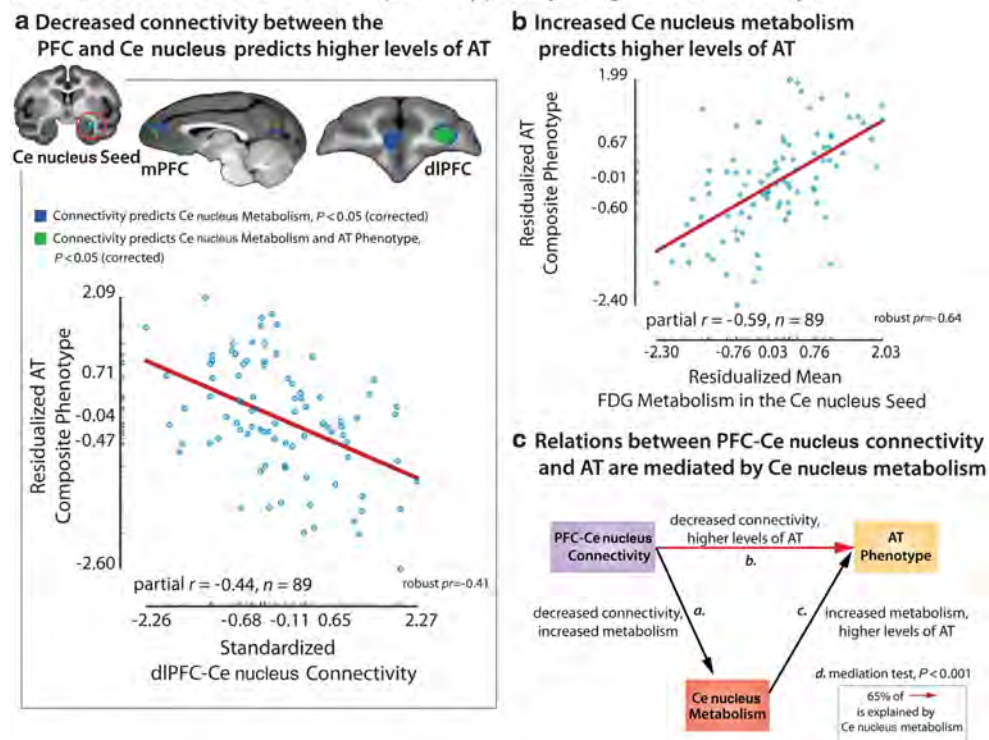 a Decreased connectivity between the
PFC and Ce nucleus predicts higher levels of AT
Ce nucleus Seed
mPFC
dlPFC
Connectivity predicts Ce nucleus Metabolism, P<0.05 (corrected)
Connectivity predicts Ce nucleus Metabolism and AT Phenotype,
P<0.05 (corrected)
Residualized AT
Composite Phenotype
2.09
0.71
-0.04
-0.47
-2.60
partial r = -0.44, n = 89
robust pr=-0.41
-2.26 -0.68 -0.11 0.65 2.27
Standardized
dlPFC-Ce nucleus Connectivity
b Increased Ce nucleus metabolism
predicts higher levels of AT
Residualized AT
Composite Phenotype
1.99
0.67
-0.01
-0.60
-2.40
partial r = -0.59, n = 89
robust pr=-0.64
-2.30 -0.76 0.03 0.76 2.03
Residualized Mean
FDG Metabolism in the Ce nucleus Seed
c Relations between PFC-Ce nucleus connectivity
and AT are mediated by Ce nucleus metabolism
PFC-Ce nucleus
Connectivity
decreased connectivity,
higher levels of AT
b.
AT
Phenotype
decreased connectivity,
increased metabolism
a.
c.
increased metabolism,
higher levels of AT
Ce nucleus
Metabolism
d. mediation test, P<0.001
65% of
is explained by
Ce nucleus metabolism